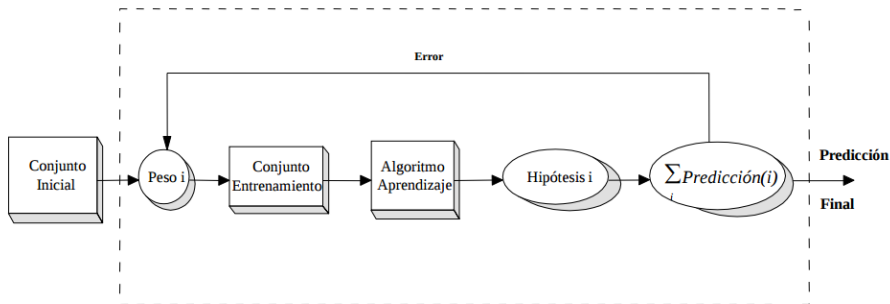 Error
Conjunto
Inicial
Peso i
Conjunto
Entrenamiento
Algoritmo
Aprendizaje
Hipótesis i
∑Predicción(i)
i
Predicción
Final